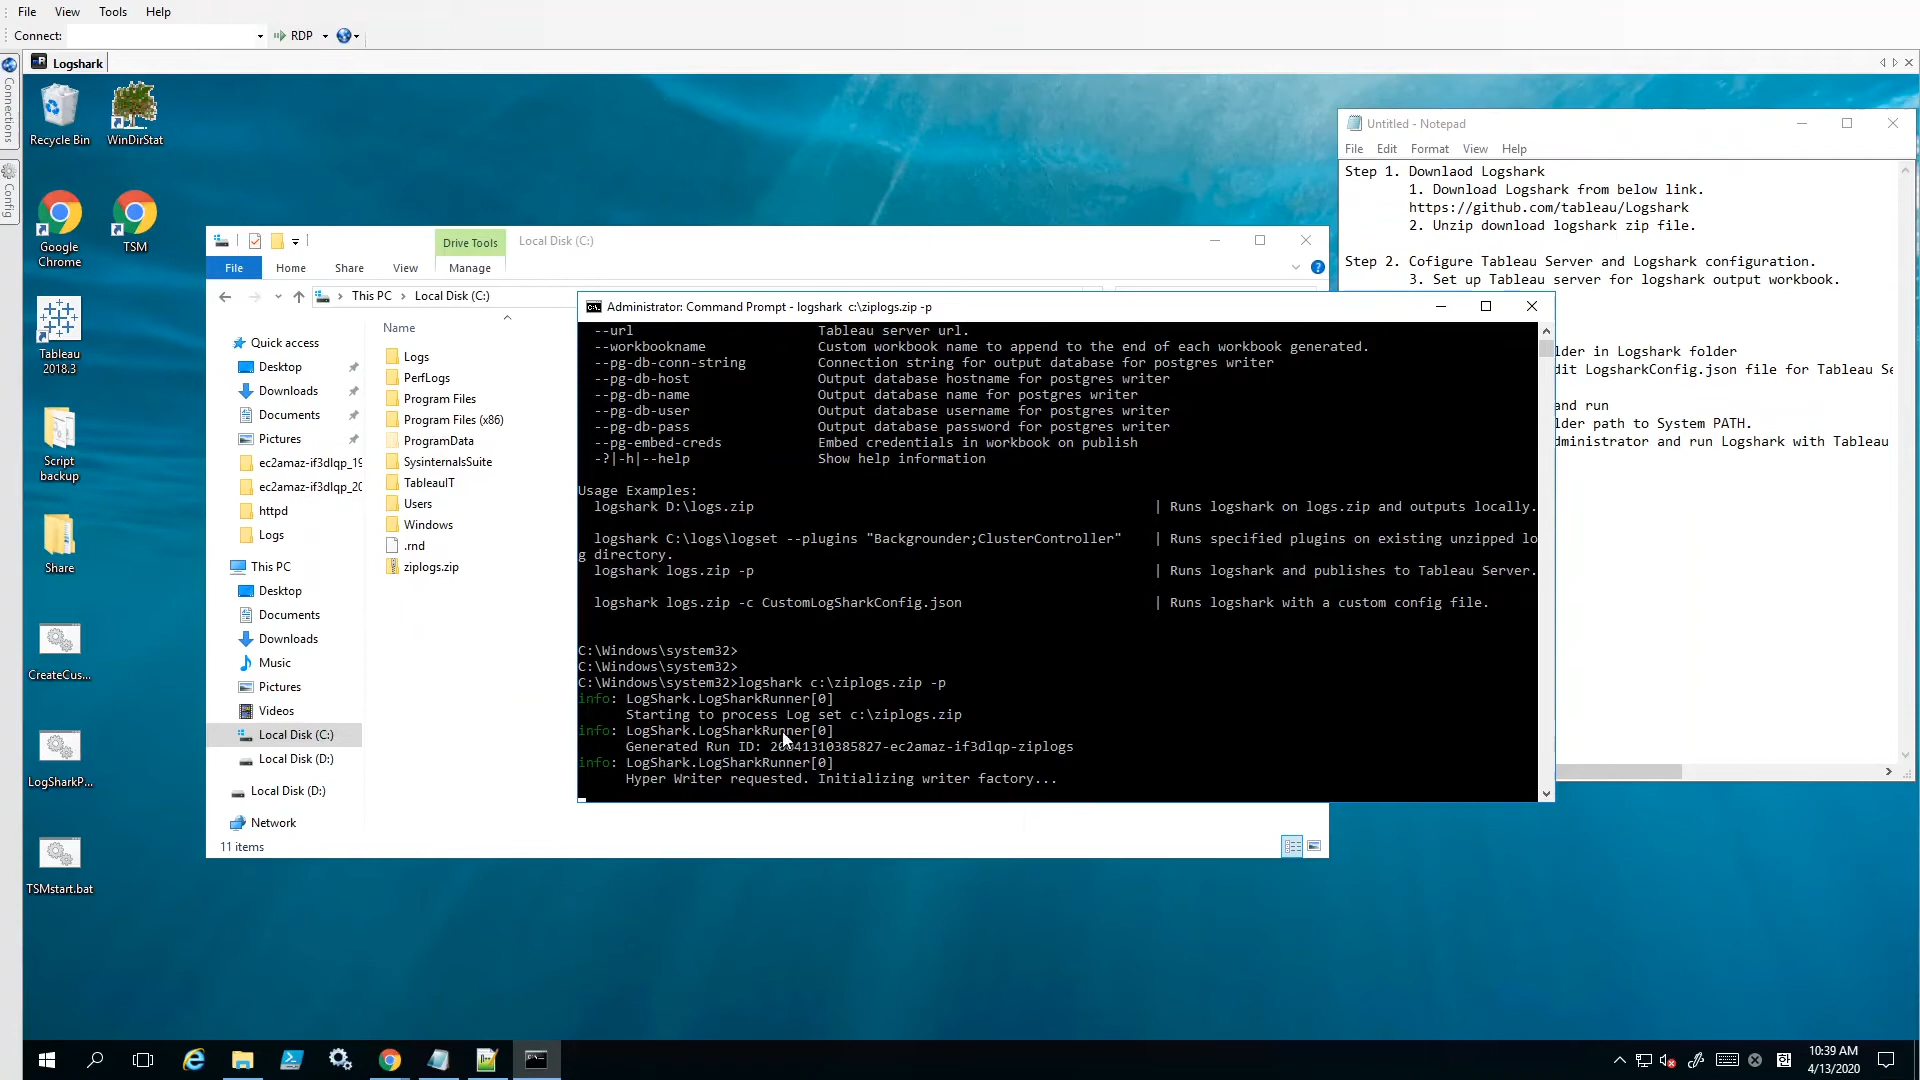 File View Tools Help
Connect: RDP
Logshark
Connections
Config
Recycle Bin
WinDirStat
Google Chrome
TSM
Tableau 2018.3
Script backup
Share
CreateCus...
LogSharkP...
TSMstart.bat
Drive Tools
Local Disk (C:)
File Home Share View Manage
This PC Local Disk (C:)
Name
Quick access
Desktop
Downloads
Documents
Pictures
ec2amaz-if3dlqp_19
ec2amaz-if3dlqp_20
httpd
Logs
This PC
Desktop
Documents
Downloads
Music
Pictures
Videos
Local Disk (C:)
Local Disk (D:)
Local Disk (D:)
Network
11 items
Logs
PerfLogs
Program Files
Program Files (x86)
ProgramData
SysinternalsSuite
TableauIT
Users
Windows
.rnd
ziplogs.zip
Administrator: Command Prompt - logshark c:\ziplogs.zip -p
--url Tableau server url.
--workbookname Custom workbook name to append to the end of each workbook generated.
--pg-db-conn-string Connection string for output database for postgres writer
--pg-db-host Output database hostname for postgres writer
--pg-db-name Output database name for postgres writer
--pg-db-user Output database username for postgres writer
--pg-db-pass Output database password for postgres writer
--pg-embed-creds Embed credentials in workbook on publish
-?|-h|--help Show help information
Usage Examples:
logshark D:\logs.zip | Runs logshark on logs.zip and outputs locally.
logshark C:\logs\logset --plugins "Backgrounder;ClusterController" | Runs specified plugins on existing unzipped lo
g directory.
logshark logs.zip -p | Runs logshark and publishes to Tableau Server.
logshark logs.zip -c CustomLogSharkConfig.json | Runs logshark with a custom config file.
C:\Windows\system32>
C:\Windows\system32>
C:\Windows\system32>logshark c:\ziplogs.zip -p
info: LogShark.LogSharkRunner[0]
Starting to process Log set c:\ziplogs.zip
info: LogShark.LogSharkRunner[0]
Generated Run ID: 20041310385827-ec2amaz-if3dlqp-ziplogs
info: LogShark.LogSharkRunner[0]
Hyper Writer requested. Initializing writer factory...
Untitled - Notepad
File Edit Format View Help
Step 1. Downlaod Logshark
1. Download Logshark from below link.
https://github.com/tableau/Logshark
2. Unzip download logshark zip file.
Step 2. Cofigure Tableau Server and Logshark configuration.
3. Set up Tableau server for logshark output workbook.
lder in Logshark folder
dit LogsharkConfig.json file for Tableau Se
and run
lder path to System PATH.
dministrator and run Logshark with Tableau
10:39 AM
4/13/2020